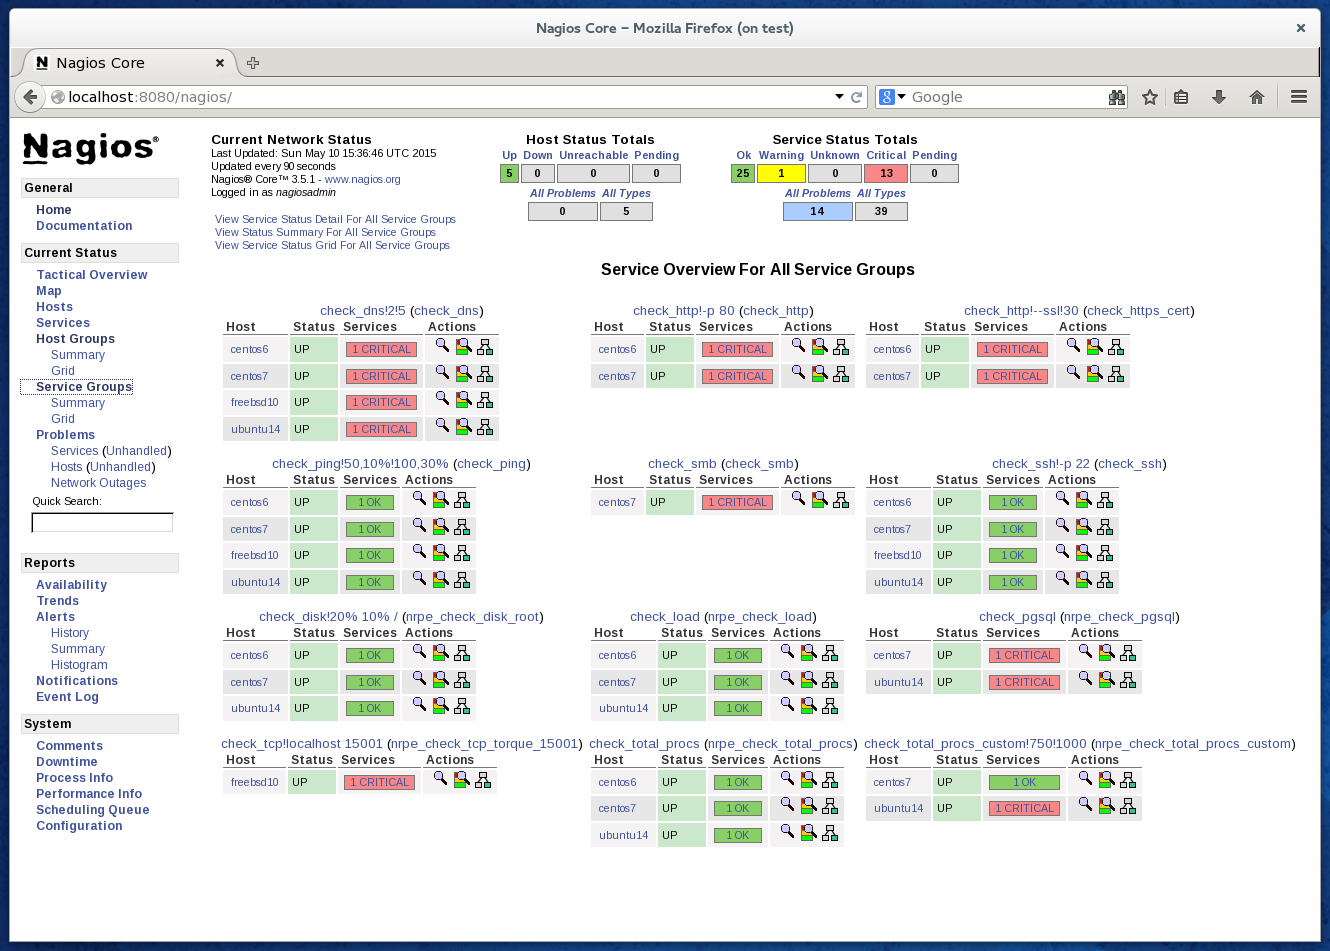 Nagios Core – Mozilla Firefox (on test)
Nagios Core
localhost:8080/nagios/
Google
Nagios®
General
Home
Documentation
Current Status
Tactical Overview
Map
Hosts
Services
Host Groups
Summary
Grid
Service Groups
Summary
Grid
Problems
Services (Unhandled)
Hosts (Unhandled)
Network Outages
Quick Search:
Reports
Availability
Trends
Alerts
History
Summary
Histogram
Notifications
Event Log
System
Comments
Downtime
Process Info
Performance Info
Scheduling Queue
Configuration
Current Network Status
Last Updated: Sun May 10 15:36:46 UTC 2015
Updated every 90 seconds
Nagios® Core™ 3.5.1 - www.nagios.org
Logged in as nagiosadmin
View Service Status Detail For All Service Groups
View Status Summary For All Service Groups
View Service Status Grid For All Service Groups
Host Status Totals
Up Down Unreachable Pending
5 0 0 0
All Problems All Types
0 5
Service Status Totals
Ok Warning Unknown Critical Pending
25 1 0 13 0
All Problems All Types
14 39
Service Overview For All Service Groups
check_dns!2!5 (check_dns)
Host Status Services Actions
centos6 UP 1 CRITICAL
centos7 UP 1 CRITICAL
freebsd10 UP 1 CRITICAL
ubuntu14 UP 1 CRITICAL
check_http!-p 80 (check_http)
Host Status Services Actions
centos6 UP 1 CRITICAL
centos7 UP 1 CRITICAL
check_http!--ssl!30 (check_https_cert)
Host Status Services Actions
centos6 UP 1 CRITICAL
centos7 UP 1 CRITICAL
check_ping!50,10%!100,30% (check_ping)
Host Status Services Actions
centos6 UP 1 OK
centos7 UP 1 OK
freebsd10 UP 1 OK
ubuntu14 UP 1 OK
check_smb (check_smb)
Host Status Services Actions
centos7 UP 1 CRITICAL
check_ssh!-p 22 (check_ssh)
Host Status Services Actions
centos6 UP 1 OK
centos7 UP 1 OK
freebsd10 UP 1 OK
ubuntu14 UP 1 OK
check_disk!20% 10% / (nrpe_check_disk_root)
Host Status Services Actions
centos6 UP 1 OK
centos7 UP 1 OK
ubuntu14 UP 1 OK
check_load (nrpe_check_load)
Host Status Services Actions
centos6 UP 1 OK
centos7 UP 1 OK
ubuntu14 UP 1 OK
check_pgsql (nrpe_check_pgsql)
Host Status Services Actions
centos7 UP 1 CRITICAL
ubuntu14 UP 1 CRITICAL
check_tcp!localhost 15001 (nrpe_check_tcp_torque_15001)
Host Status Services Actions
freebsd10 UP 1 CRITICAL
check_total_procs (nrpe_check_total_procs)
Host Status Services Actions
centos6 UP 1 OK
centos7 UP 1 OK
ubuntu14 UP 1 OK
check_total_procs_custom!750!1000 (nrpe_check_total_procs_custom)
Host Status Services Actions
centos7 UP 1 OK
ubuntu14 UP 1 CRITICAL